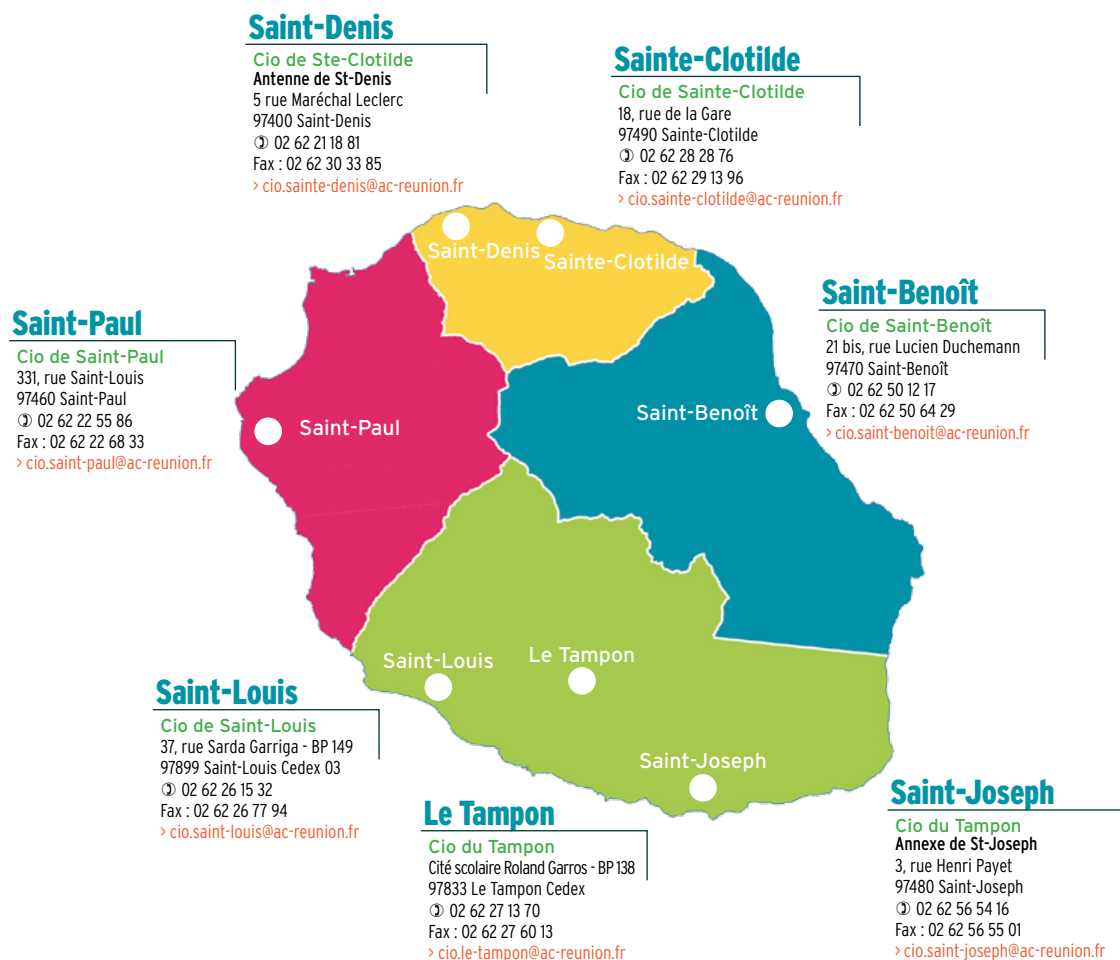 Saint-Denis
Cio de Ste-Clotilde
Antenne de St-Denis
5 rue Maréchal Leclerc
97400 Saint-Denis
✆ 02 62 21 18 81
Fax : 02 62 30 33 85
> cio.sainte-denis@ac-reunion.fr
Sainte-Clotilde
Cio de Sainte-Clotilde
18, rue de la Gare
97490 Sainte-Clotilde
✆ 02 62 28 28 76
Fax : 02 62 29 13 96
> cio.sainte-clotilde@ac-reunion.fr
Saint-Denis
Sainte-Clotilde
Saint-Benoît
Cio de Saint-Benoît
21 bis, rue Lucien Duchemann
97470 Saint-Benoît
✆ 02 62 50 12 17
Fax : 02 62 50 64 29
> cio.saint-benoit@ac-reunion.fr
Saint-Paul
Cio de Saint-Paul
331, rue Saint-Louis
97460 Saint-Paul
✆ 02 62 22 55 86
Fax : 02 62 22 68 33
> cio.saint-paul@ac-reunion.fr
Saint-Paul
Saint-Benoît
Saint-Louis
Le Tampon
Saint-Joseph
Saint-Louis
Cio de Saint-Louis
37, rue Sarda Garriga - BP 149
97899 Saint-Louis Cedex 03
✆ 02 62 26 15 32
Fax : 02 62 26 77 94
> cio.saint-louis@ac-reunion.fr
Le Tampon
Cio du Tampon
Cité scolaire Roland Garros - BP 138
97833 Le Tampon Cedex
✆ 02 62 27 13 70
Fax : 02 62 27 60 13
> cio.le-tampon@ac-reunion.fr
Saint-Joseph
Cio du Tampon
Annexe de St-Joseph
3, rue Henri Payet
97480 Saint-Joseph
✆ 02 62 56 54 16
Fax : 02 62 56 55 01
> cio.saint-joseph@ac-reunion.fr